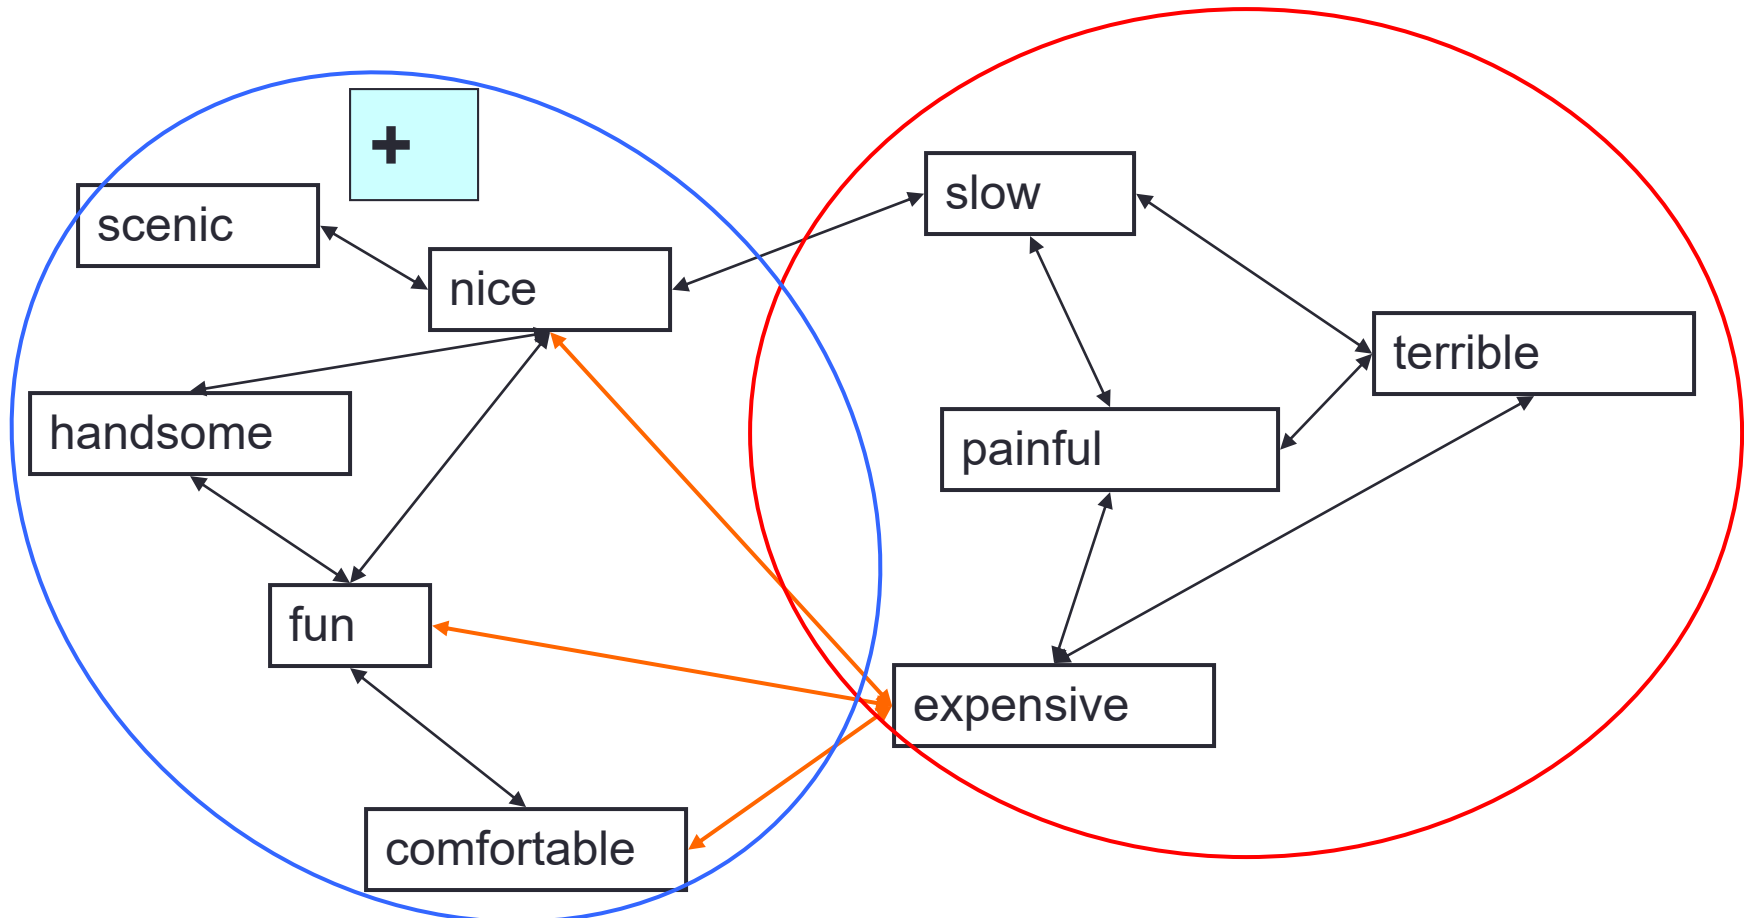 +
scenic
nice
handsome
fun
comfortable
slow
terrible
painful
expensive